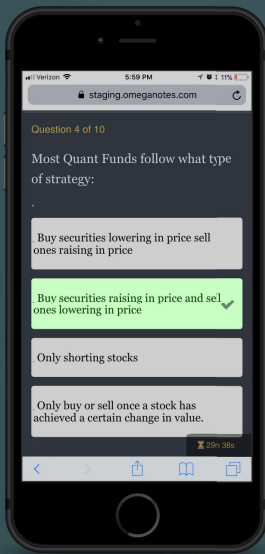 Verizon 5:59 PM 11%
staging.omeganotes.com
Question 4 of 10
Most Quant Funds follow what type
of strategy:
.
. Buy securities lowering in price sell
ones raising in price
. Buy securities raising in price and sell
ones lowering in price
. Only shorting stocks
. Only buy or sell once a stock has
achieved a certain change in value.
29m 38s